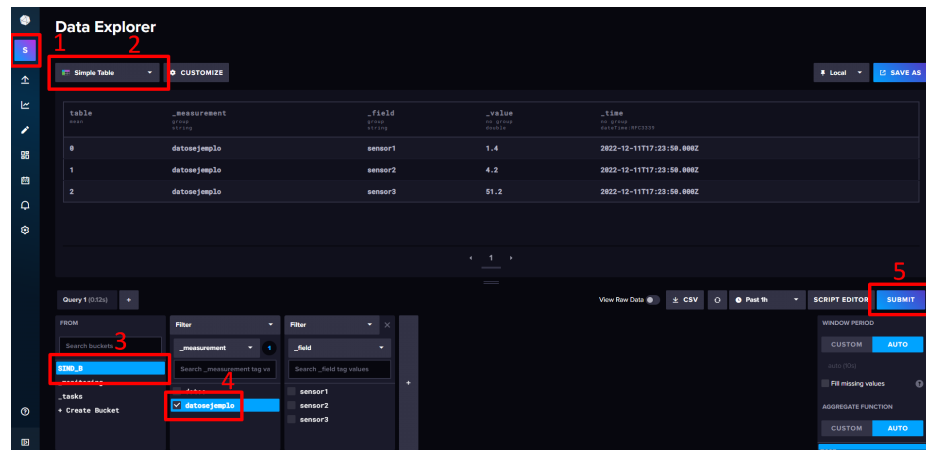 Data Explorer
1
2
S
Simple Table
CUSTOMIZE
Local
SAVE AS
table _measurement _field _value _time
mean group group no group no group
string string double dateTime:RFC3339
0 datosejemplo sensor1 1.4 2022-12-11T17:23:50.000Z
1 datosejemplo sensor2 4.2 2022-12-11T17:23:50.000Z
2 datosejemplo sensor3 51.2 2022-12-11T17:23:50.000Z
1
5
Query 1 (0.12s) +
View Raw Data CSV Past 1h SCRIPT EDITOR SUBMIT
FROM Filter Filter WINDOW PERIOD
3
Search buckets _measurement 1 _field CUSTOM AUTO
SIND_B Search _measurement tag va Search _field tag values auto (10s)
4
_monitoring sensor1 + Fill missing values
_tasks datosejemplo sensor2
+ Create Bucket sensor3 AGGREGATE FUNCTION
CUSTOM AUTO